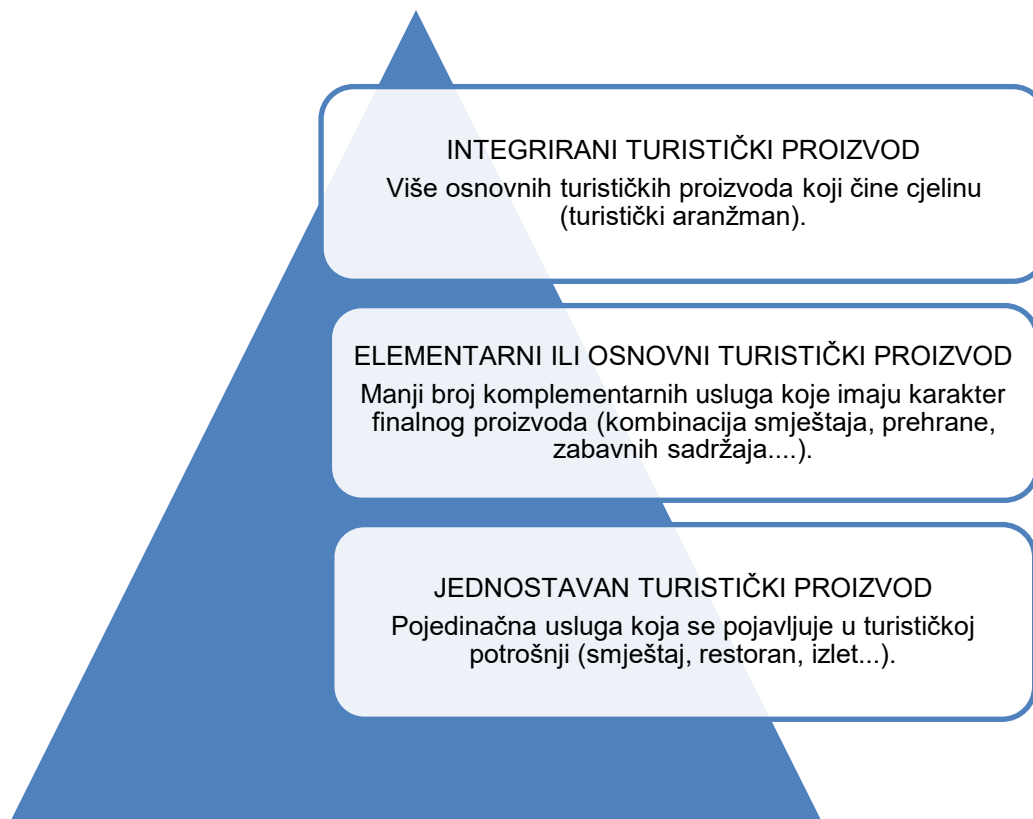 INTEGRIRANI TURISTIČKI PROIZVOD
Više osnovnih turističkih proizvoda koji čine cjelinu
(turistički aranžman).
ELEMENTARNI ILI OSNOVNI TURISTIČKI PROIZVOD
Manji broj komplementarnih usluga koje imaju karakter
finalnog proizvoda (kombinacija smještaja, prehrane,
zabavnih sadržaja....).
JEDNOSTAVAN TURISTIČKI PROIZVOD
Pojedinačna usluga koja se pojavljuje u turističkoj
potrošnji (smještaj, restoran, izlet...).